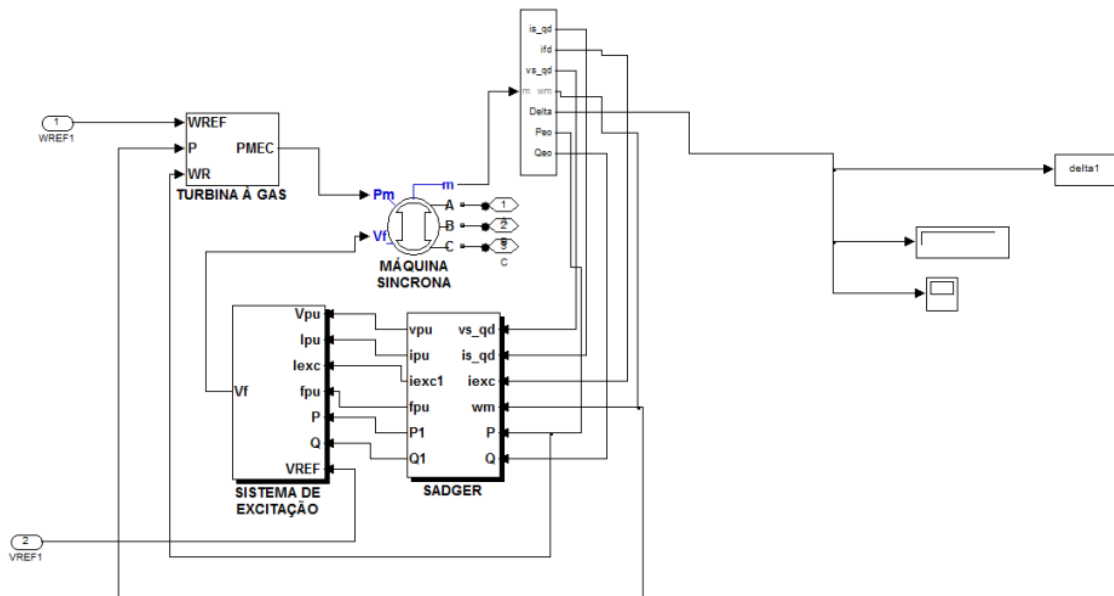 is_qd
ifd
vs_qd
m wm
Delta
Peo
Qeo
1
WREF1
WREF
P
WR
PMEC
TURBINA À GAS
delta1
Pm
m
Vf
A
B
C
1
A
2
B
3
C
MÁQUINA
SINCRONA
Vpu
Ipu
Iexc
fpu
P
Q
VREF
Vf
SISTEMA DE
EXCITAÇÃO
vpu
ipu
iexc1
fpu
P1
Q1
vs_qd
is_qd
iexc
wm
P
Q
SADGER
2
VREF1